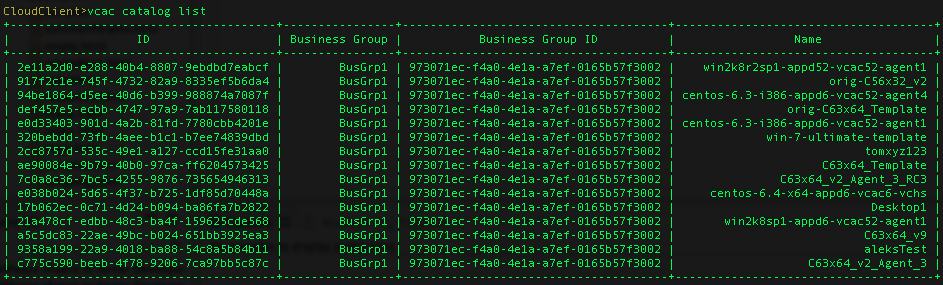 CloudClient>vcac catalog list
| ID | Business Group | Business Group ID | Name |
| 2e11a2d0-e288-40b4-8807-9ebdbd7eabcf | BusGrp1 | 973071ec-f4a0-4e1a-a7ef-0165b57f3002 | win2k8r2sp1-appd52-vcac52-agent1 |
| 917f2c1e-745f-4732-82a9-8335ef5b6da4 | BusGrp1 | 973071ec-f4a0-4e1a-a7ef-0165b57f3002 | orig-C56x32_v2 |
| 94be1864-d5ee-40d6-b399-988874a7087f | BusGrp1 | 973071ec-f4a0-4e1a-a7ef-0165b57f3002 | centos-6.3-i386-appd6-vcac52-agent4 |
| def457e5-ecbb-4747-97a9-7ab117580118 | BusGrp1 | 973071ec-f4a0-4e1a-a7ef-0165b57f3002 | orig-C63x64_Template |
| e0d33403-901d-4a2b-81fd-7780cbb4201e | BusGrp1 | 973071ec-f4a0-4e1a-a7ef-0165b57f3002 | centos-6.3-i386-appd6-vcac52-agent1 |
| 320bebdd-73fb-4aee-b1c1-b7ee74839dbd | BusGrp1 | 973071ec-f4a0-4e1a-a7ef-0165b57f3002 | win-7-ultimate-template |
| 2cc8757d-535c-49e1-a127-ccd15fe31aa0 | BusGrp1 | 973071ec-f4a0-4e1a-a7ef-0165b57f3002 | tomxyz123 |
| ae90084e-9b79-40b0-97ca-ff6204573425 | BusGrp1 | 973071ec-f4a0-4e1a-a7ef-0165b57f3002 | C63x64_Template |
| 7c0a8c36-7bc5-4255-9876-735654946313 | BusGrp1 | 973071ec-f4a0-4e1a-a7ef-0165b57f3002 | C63x64_v2_Agent_3_RC3 |
| e038b024-5d65-4f37-b725-1df85d70448a | BusGrp1 | 973071ec-f4a0-4e1a-a7ef-0165b57f3002 | centos-6.4-x64-appd6-vcac6-vchs |
| 17b062ec-0c71-4d24-b094-ba86fa7b2822 | BusGrp1 | 973071ec-f4a0-4e1a-a7ef-0165b57f3002 | Desktop1 |
| 21a478cf-edbb-48c3-ba4f-159625cde568 | BusGrp1 | 973071ec-f4a0-4e1a-a7ef-0165b57f3002 | win2k8sp1-appd6-vcac52-agent1 |
| a5c5dc83-22ae-49bc-b024-651bb3925ea3 | BusGrp1 | 973071ec-f4a0-4e1a-a7ef-0165b57f3002 | C63x64_v9 |
| 9358a199-22a9-4018-ba88-54c8a5b84b11 | BusGrp1 | 973071ec-f4a0-4e1a-a7ef-0165b57f3002 | aleksTest |
| c775c590-beeb-4f78-9206-7ca97bb5c87c | BusGrp1 | 973071ec-f4a0-4e1a-a7ef-0165b57f3002 | C63x64_v2_Agent_3 |